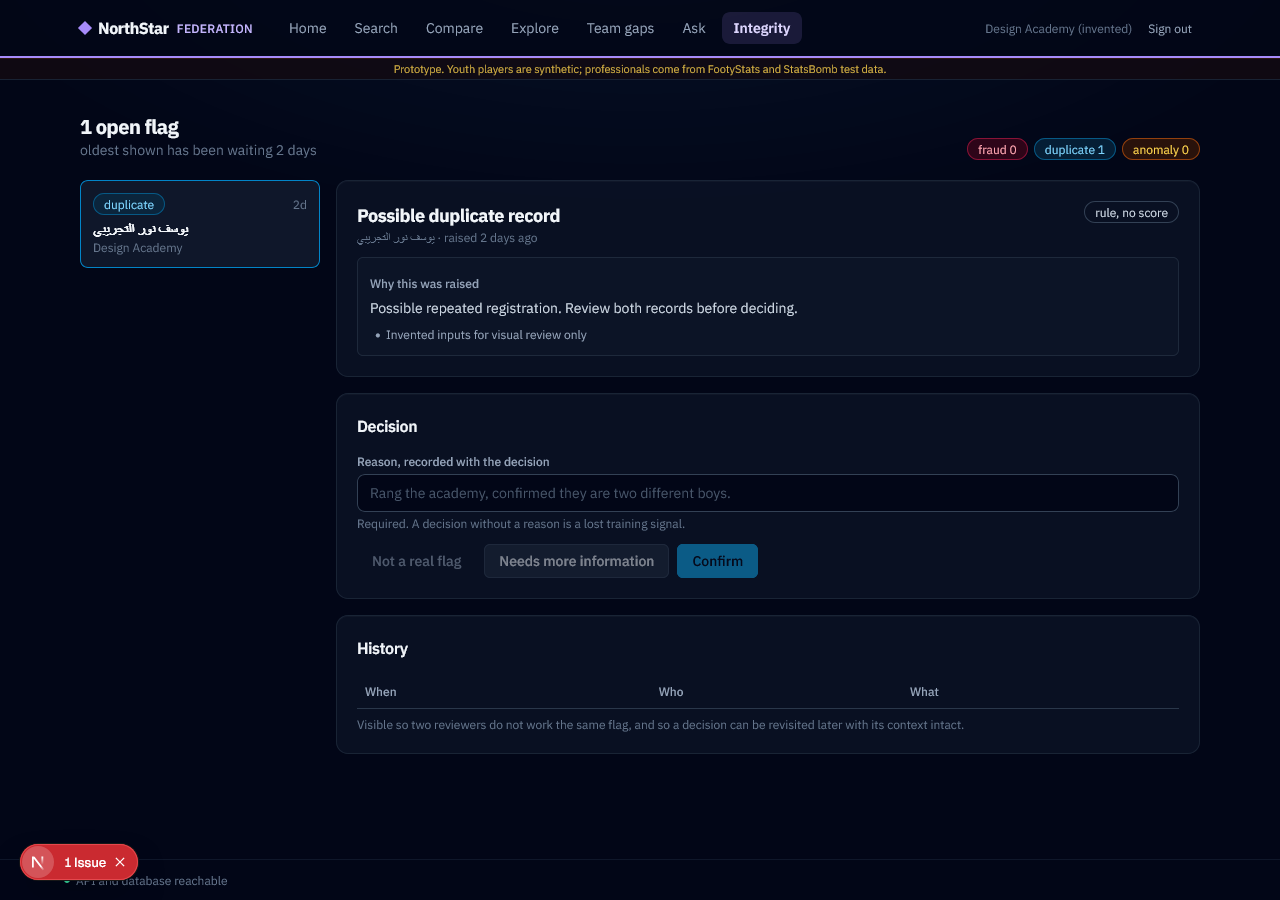 NorthStar FEDERATION Home Search Compare Explore Team gaps Ask Integrity Design Academy (invented) Sign out
Prototype. Youth players are synthetic; professionals come from FootyStats and StatsBomb test data.
1 open flag
oldest shown has been waiting 2 days
fraud 0 duplicate 1 anomaly 0
duplicate 2d
يوسف نور التجريبي
Design Academy
Possible duplicate record
rule, no score
يوسف نور التجريبي · raised 2 days ago
Why this was raised
Possible repeated registration. Review both records before deciding.
• Invented inputs for visual review only
Decision
Reason, recorded with the decision
Rang the academy, confirmed they are two different boys.
Required. A decision without a reason is a lost training signal.
Not a real flag Needs more information Confirm
History
When Who What
Visible so two reviewers do not work the same flag, and so a decision can be revisited later with its context intact.
N 1 Issue
API and database reachable